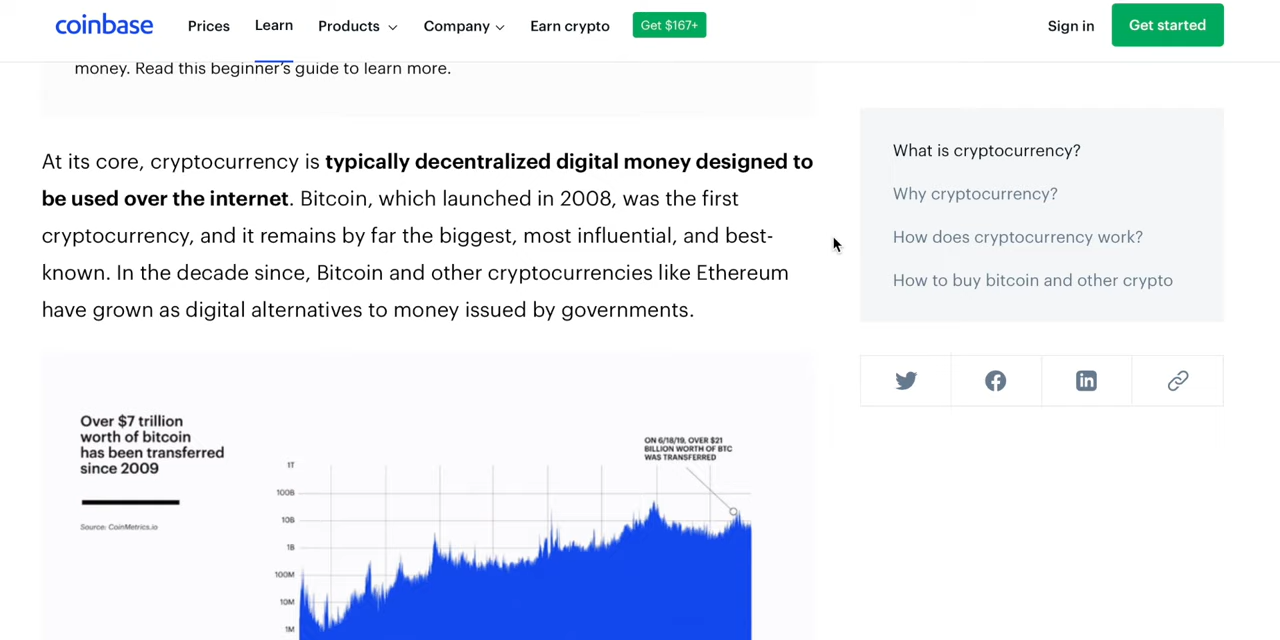 coinbase
Prices
Learn
Products
Company
Earn crypto
Get $167+
Sign in
Get started
money. Read this beginner's guide to learn more.
At its core, cryptocurrency is typically decentralized digital money designed to
be used over the internet. Bitcoin, which launched in 2008, was the first
cryptocurrency, and it remains by far the biggest, most influential, and best-
known. In the decade since, Bitcoin and other cryptocurrencies like Ethereum
have grown as digital alternatives to money issued by governments.
What is cryptocurrency?
Why cryptocurrency?
How does cryptocurrency work?
How to buy bitcoin and other crypto
Over $7 trillion
worth of bitcoin
has been transferred
since 2009
Source: CoinMetrics.io
ON 6/18/19, OVER $21
BILLION WORTH OF BTC
WAS TRANSFERRED
1T
100B
10B
1B
100M
10M
1M